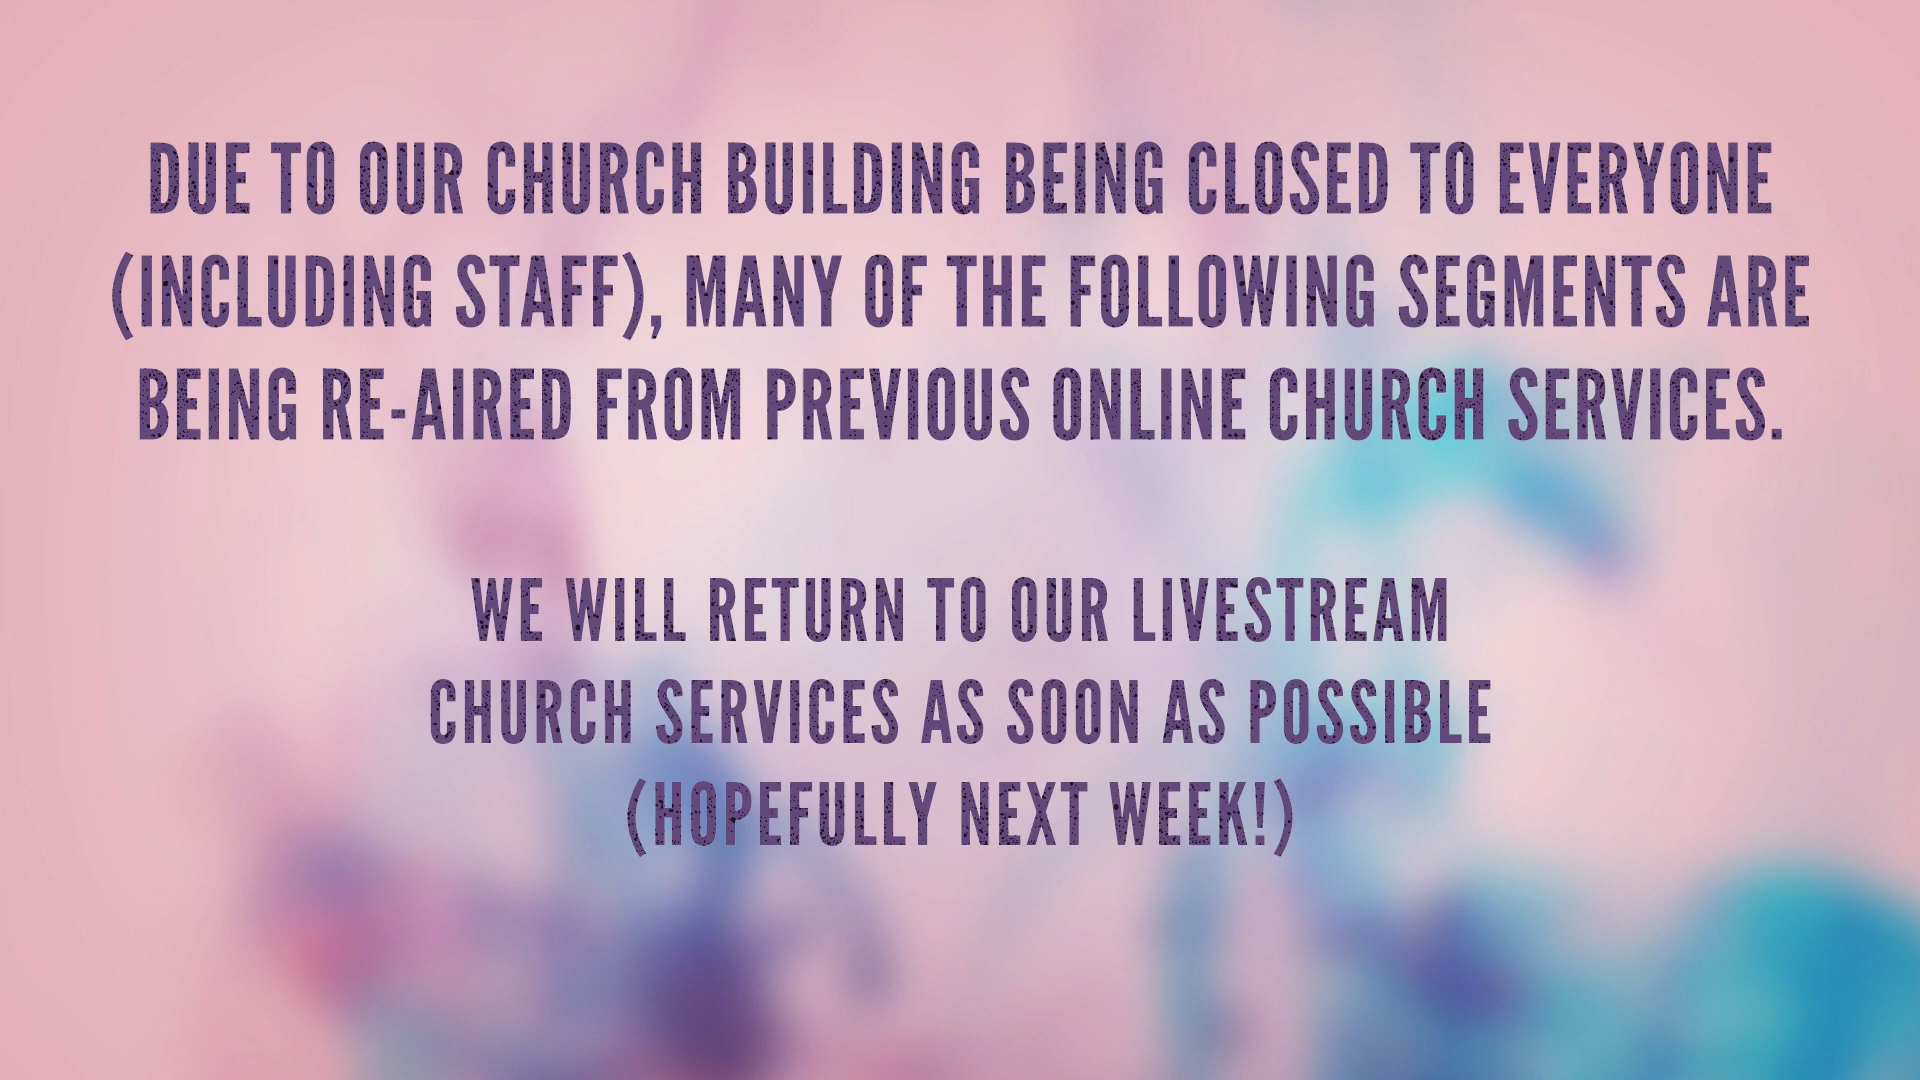 DUE TO OUR CHURCH BUILDING BEING CLOSED TO EVERYONE
(INCLUDING STAFF), MANY OF THE FOLLOWING SEGMENTS ARE
BEING RE-AIRED FROM PREVIOUS ONLINE CHURCH SERVICES.
WE WILL RETURN TO OUR LIVESTREAM
CHURCH SERVICES AS SOON AS POSSIBLE
(HOPEFULLY NEXT WEEK!)